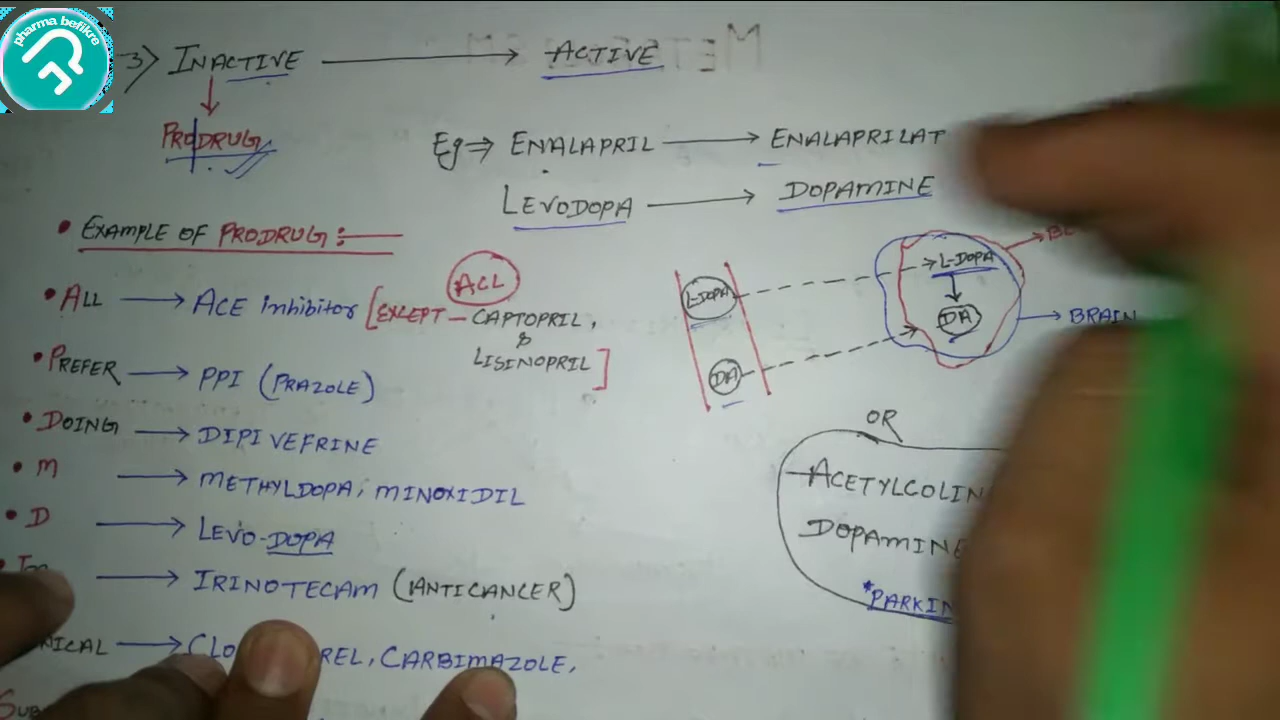 pharma befikre
3) INACTIVE → ACTIVE
PRODRUG
Eg ⇒ ENALAPRIL → ENALAPRILAT
LEVODOPA → DOPAMINE
• EXAMPLE OF PRODRUG :
• ALL → ACE inhibitor [EXCEPT – CAPTOPRIL,
ACL
& LISINOPRIL]
• PREFER → PPI (PRAZOLE)
• DOING → DIPIVEFRINE
• M → METHYLDOPA, MINOXIDIL
• D → LEVO-DOPA
→ IRINOTECAM (ANTICANCER)
→ CARBIMAZOLE,
L-DOPA
DA
L-DOPA
DA
BRAIN
OR
ACETYLCOLIN
DOPAMINE
*PARKIN